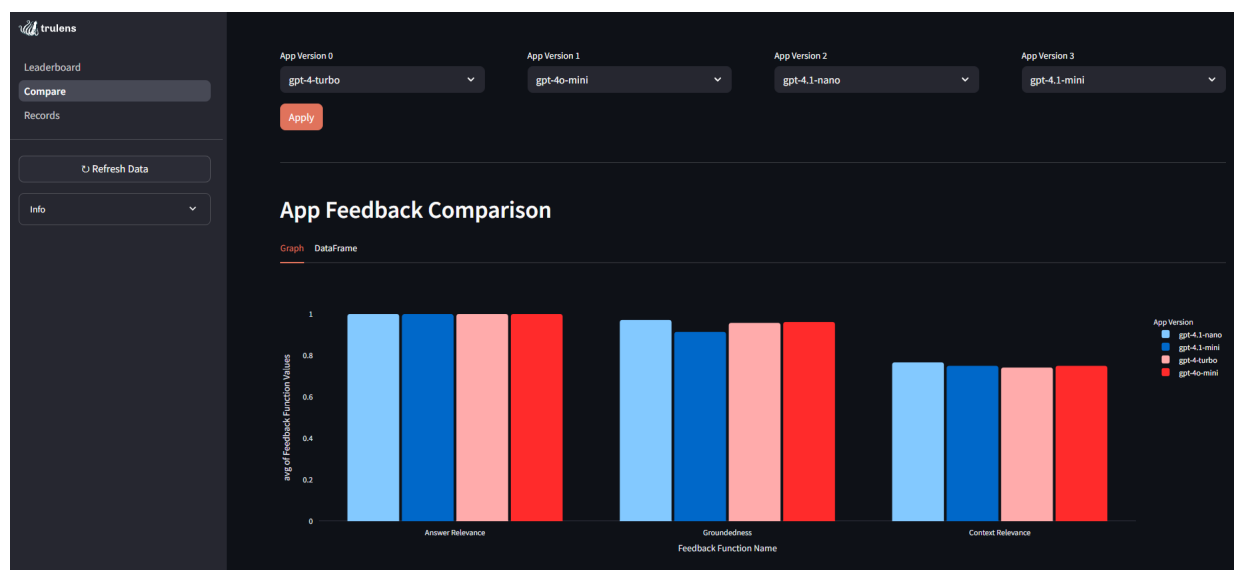 trulens
Leaderboard
Compare
Records
↻ Refresh Data
Info
App Version 0
App Version 1
App Version 2
App Version 3
gpt-4-turbo
gpt-4o-mini
gpt-4.1-nano
gpt-4.1-mini
Apply
App Feedback Comparison
Graph DataFrame
avg of Feedback Function Values
1
0.8
0.6
0.4
0.2
0
Answer Relevance
Groundedness
Context Relevance
Feedback Function Name
App Version
gpt-4.1-nano
gpt-4.1-mini
gpt-4-turbo
gpt-4o-mini